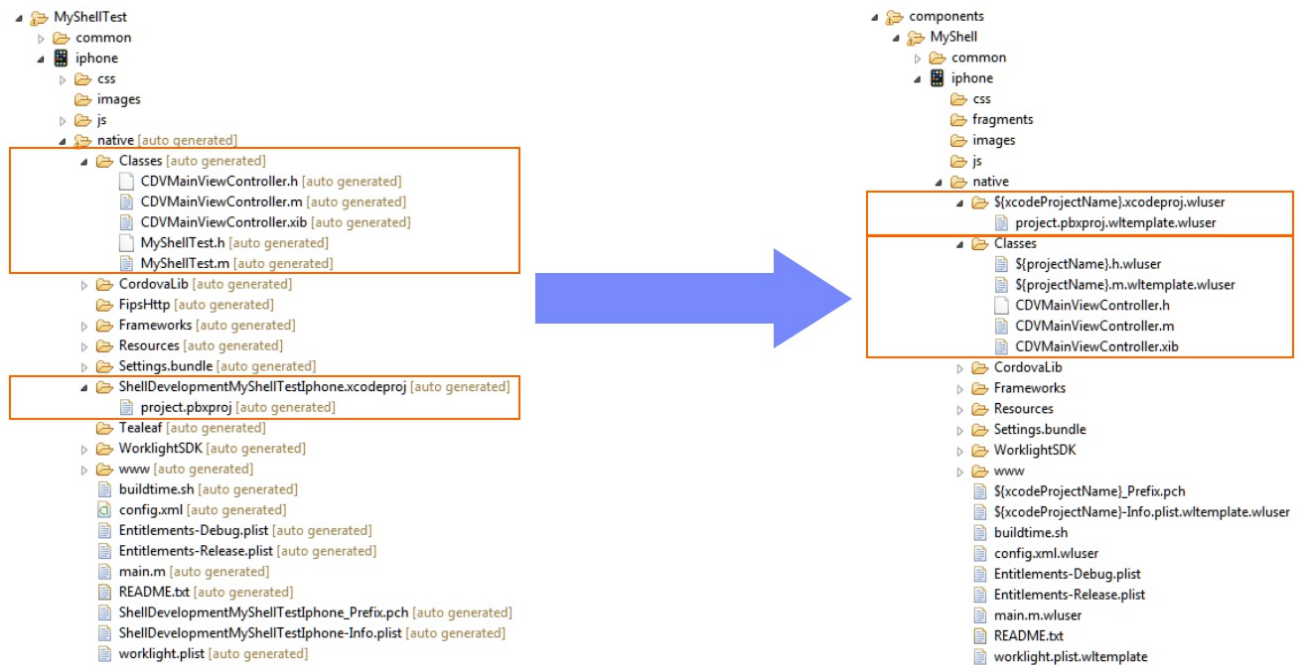 MyShellTest
common
iphone
css
images
js
native [auto generated]
Classes [auto generated]
CDVMainViewController.h [auto generated]
CDVMainViewController.m [auto generated]
CDVMainViewController.xib [auto generated]
MyShellTest.h [auto generated]
MyShellTest.m [auto generated]
CordovaLib [auto generated]
FipsHttp [auto generated]
Frameworks [auto generated]
Resources [auto generated]
Settings.bundle [auto generated]
ShellDevelopmentMyShellTestIphone.xcodeproj [auto generated]
project.pbxproj [auto generated]
Tealeaf [auto generated]
WorklightSDK [auto generated]
www [auto generated]
buildtime.sh [auto generated]
config.xml [auto generated]
Entitlements-Debug.plist [auto generated]
Entitlements-Release.plist [auto generated]
main.m [auto generated]
README.txt [auto generated]
ShellDevelopmentMyShellTestIphone_Prefix.pch [auto generated]
ShellDevelopmentMyShellTestIphone-Info.plist [auto generated]
worklight.plist [auto generated]
components
MyShell
common
iphone
css
fragments
images
js
native
${xcodeProjectName}.xcodeproj.wluser
project.pbxproj.wltemplate.wluser
Classes
${projectName}.h.wluser
${projectName}.m.wltemplate.wluser
CDVMainViewController.h
CDVMainViewController.m
CDVMainViewController.xib
CordovaLib
Frameworks
Resources
Settings.bundle
WorklightSDK
www
${xcodeProjectName}_Prefix.pch
${xcodeProjectName}-Info.plist.wltemplate.wluser
buildtime.sh
config.xml.wluser
Entitlements-Debug.plist
Entitlements-Release.plist
main.m.wluser
README.txt
worklight.plist.wltemplate